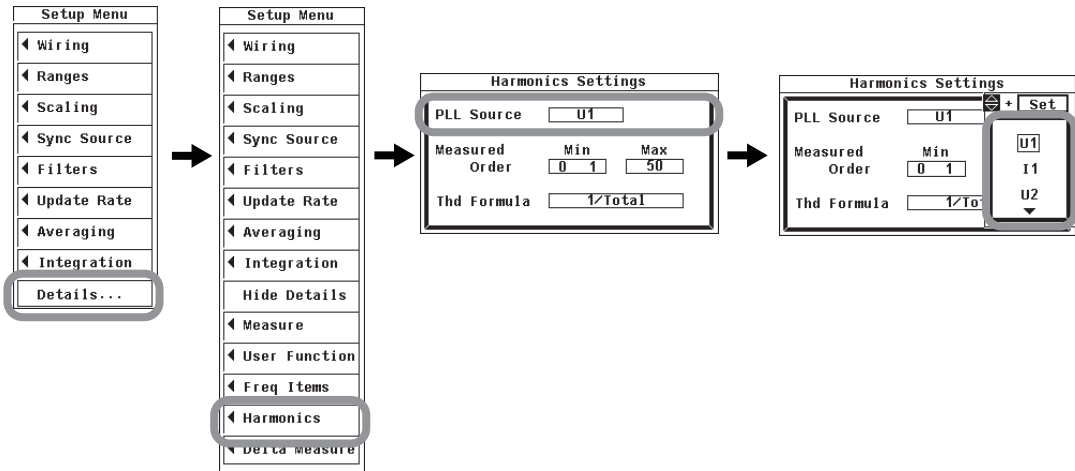 Setup Menu
Wiring
Ranges
Scaling
Sync Source
Filters
Update Rate
Averaging
Integration
Details...
Setup Menu
Wiring
Ranges
Scaling
Sync Source
Filters
Update Rate
Averaging
Integration
Hide Details
Measure
User Function
Freq Items
Harmonics
Delta Measure
Harmonics Settings
PLL Source U1
Measured Min Max
Order 0 1 50
Thd Formula 1/Total
Harmonics Settings
+ Set
PLL Source U1
Measured Min
Order 0 1
Thd Formula 1/To
U1
I1
U2